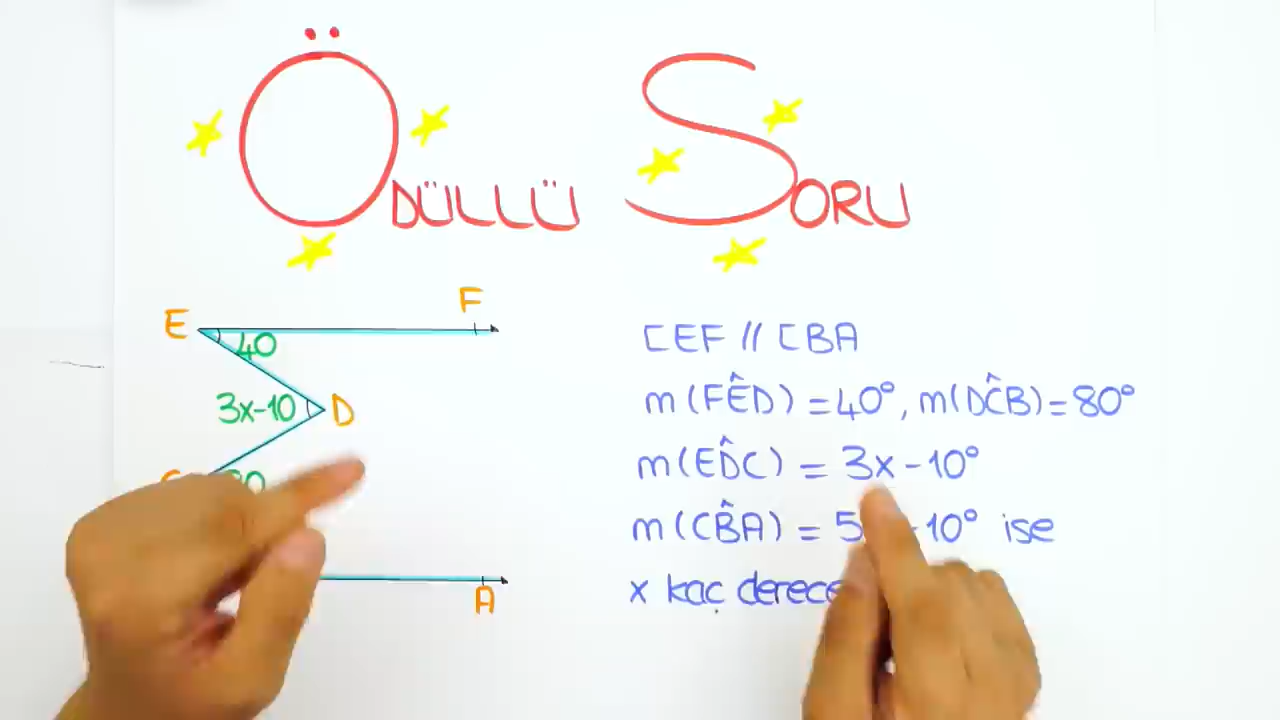 ÖDÜLLÜ SORU
E
F
40
3x-10
D
A
[EF // [BA
m(FÊD) = 40°, m(DĈB) = 80°
m(ED̂C) = 3x - 10°
m(CB̂A) = 5 - 10° ise
x kaç derece